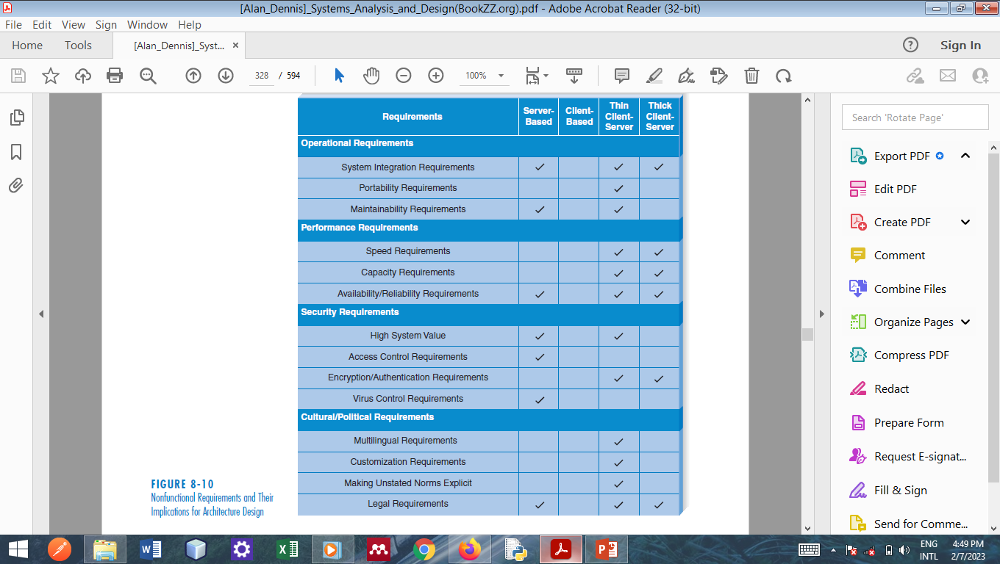 [Alan_Dennis]_Systems_Analysis_and_Design(BookZZ.org).pdf - Adobe Acrobat Reader (32-bit)
File Edit View Sign Window Help
Home Tools [Alan_Dennis]_Syst... × Sign In
328 / 594 100%
Requirements Server-Based Client-Based Thin Client-Server Thick Client-Server
Operational Requirements
System Integration Requirements ✓ ✓ ✓
Portability Requirements ✓
Maintainability Requirements ✓ ✓
Performance Requirements
Speed Requirements ✓ ✓
Capacity Requirements ✓ ✓
Availability/Reliability Requirements ✓ ✓ ✓
Security Requirements
High System Value ✓ ✓
Access Control Requirements ✓
Encryption/Authentication Requirements ✓ ✓
Virus Control Requirements ✓
Cultural/Political Requirements
Multilingual Requirements ✓
Customization Requirements ✓
Making Unstated Norms Explicit ✓
Legal Requirements ✓ ✓ ✓
FIGURE 8-10
Nonfunctional Requirements and Their
Implications for Architecture Design
Search 'Rotate Page'
Export PDF
Edit PDF
Create PDF
Comment
Combine Files
Organize Pages
Compress PDF
Redact
Prepare Form
Request E-signat...
Fill & Sign
Send for Comme...
ENG
INTL
4:49 PM
2/7/2023